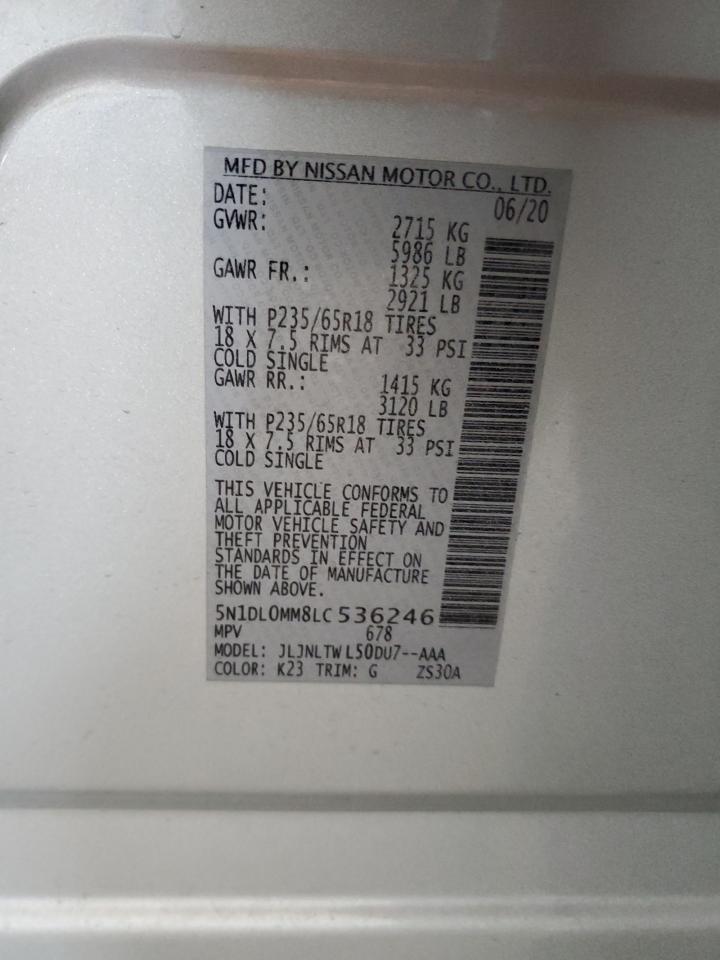 MFD BY NISSAN MOTOR CO., LTD.
DATE: 06/20
GVWR: 2715 KG
5986 LB
GAWR FR.: 1325 KG
2921 LB
WITH P235/65R18 TIRES
18 X 7.5 RIMS AT 33 PSI
COLD SINGLE
GAWR RR.: 1415 KG
3120 LB
WITH P235/65R18 TIRES
18 X 7.5 RIMS AT 33 PSI
COLD SINGLE
THIS VEHICLE CONFORMS TO
ALL APPLICABLE FEDERAL
MOTOR VEHICLE SAFETY AND
THEFT PREVENTION
STANDARDS IN EFFECT ON
THE DATE OF MANUFACTURE
SHOWN ABOVE.
5N1DL0MM8LC536246
MPV 678
MODEL: JLJNLTWL50DU7--AAA
COLOR: K23 TRIM: G ZS30A